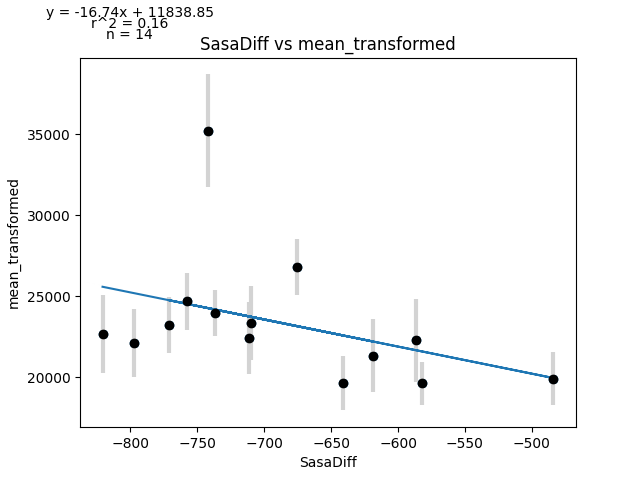 y = -16.74x + 11838.85
r^2 = 0.16
n = 14
SasaDiff vs mean_transformed
35000
30000
25000
20000
mean_transformed
−800 −750 −700 −650 −600 −550 −500
SasaDiff